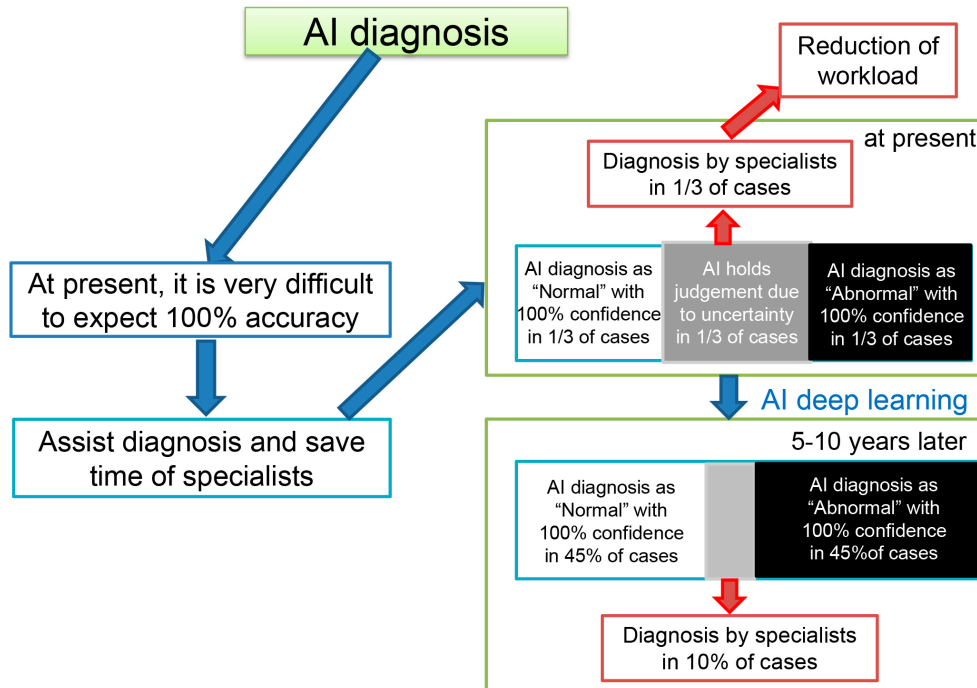 AI diagnosis
Reduction of
workload
at present
Diagnosis by specialists
in 1/3 of cases
At present, it is very difficult
to expect 100% accuracy
AI diagnosis as
“Normal” with
100% confidence
in 1/3 of cases
AI holds
judgement due
to uncertainty
in 1/3 of cases
AI diagnosis as
“Abnormal” with
100% confidence
in 1/3 of cases
Assist diagnosis and save
time of specialists
AI deep learning
5-10 years later
AI diagnosis as
“Normal” with
100% confidence
in 45% of cases
AI diagnosis as
“Abnormal” with
100% confidence
in 45%of cases
Diagnosis by specialists
in 10% of cases